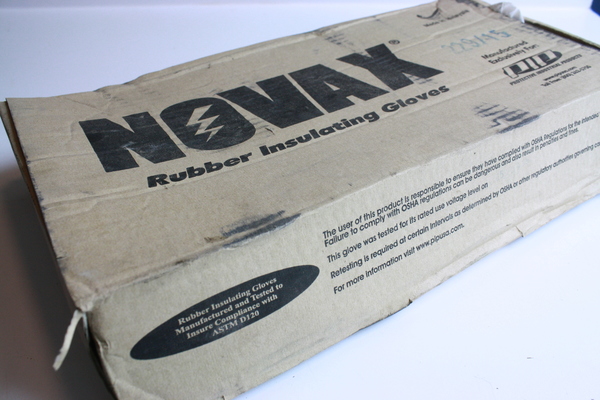 NOVAX®
Rubber Insulating Gloves
Manufactured
Exclusively For:
PIP
PROTECTIVE INDUSTRIAL PRODUCTS
The user of this product is responsible to ensure they have complied with OSHA Regulations for the intended
Failure to comply with OSHA regulations can be dangerous and also result in penalties and fines.
This glove was tested for its rated use voltage level on
Retesting is required at certain intervals as determined by OSHA or other regulatory authorities governing
For more information visit www.pipusa.com.
Rubber Insulating Gloves
Manufactured and Tested to
Insure Compliance with
ASTM D120